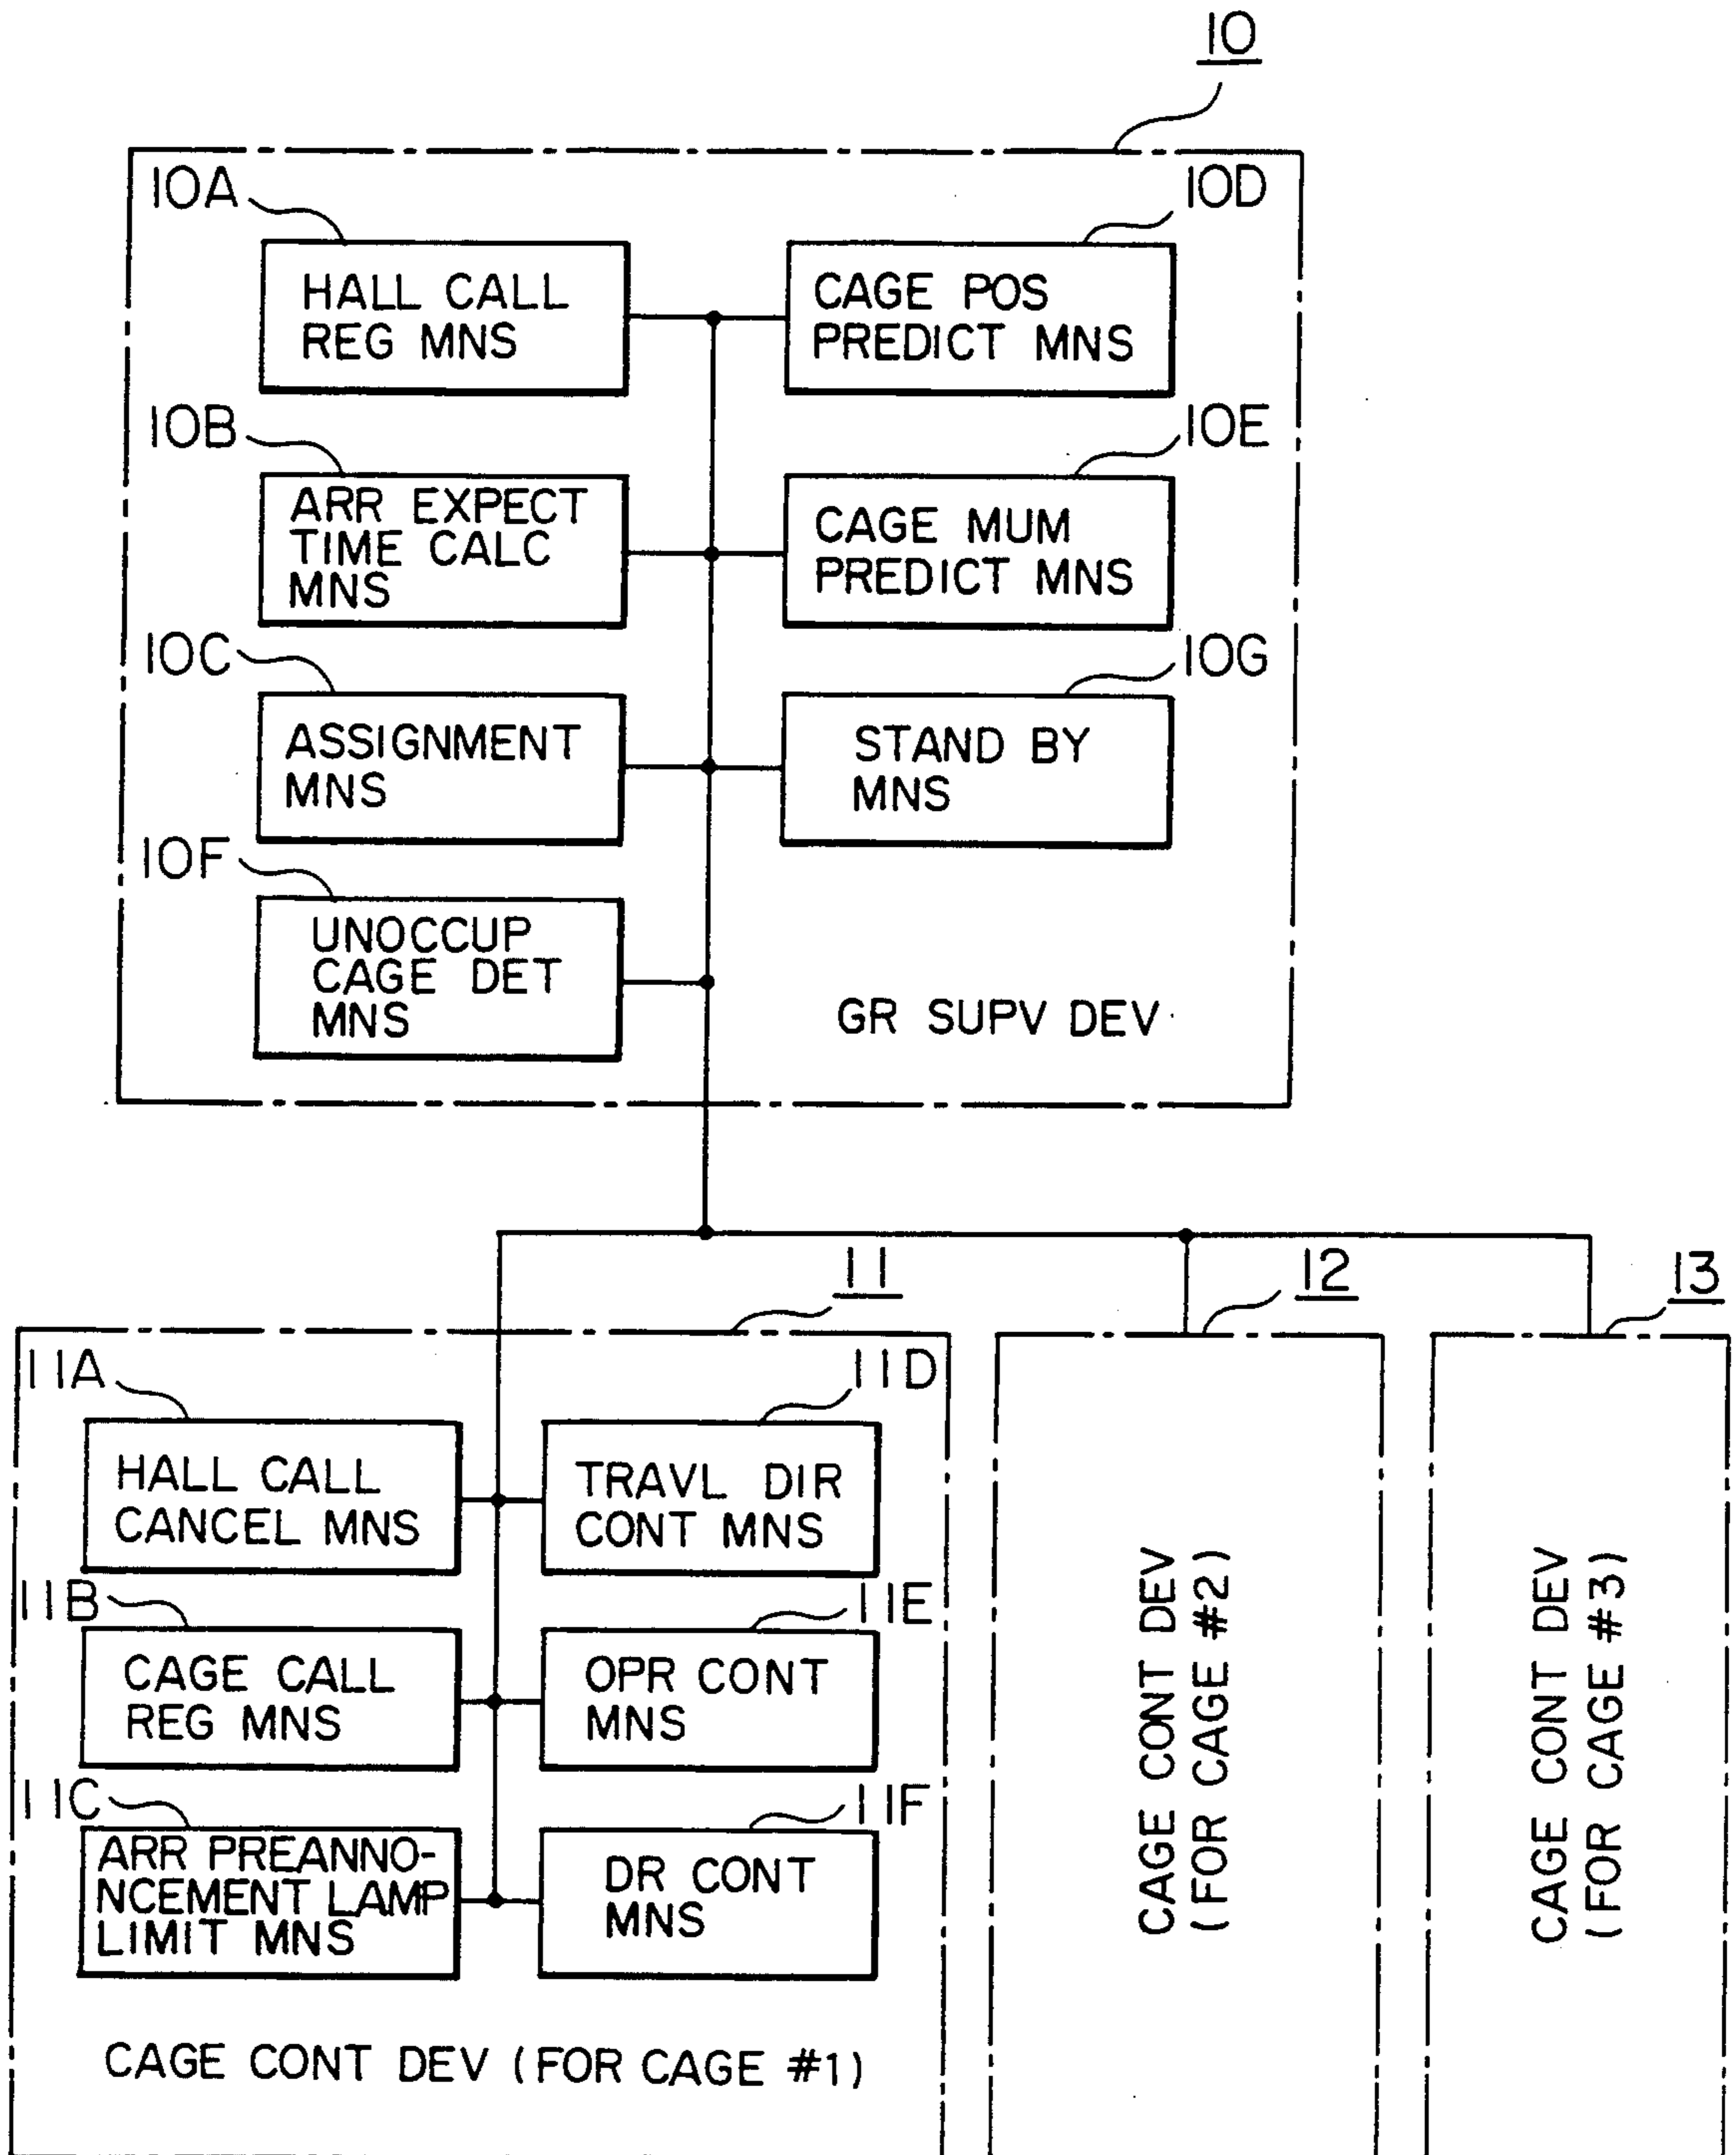 10
10A
HALL CALL
REG MNS
10D
CAGE POS
PREDICT MNS
10B
ARR EXPECT
TIME CALC
MNS
10E
CAGE MUM
PREDICT MNS
10C
ASSIGNMENT
MNS
10G
STAND BY
MNS
10F
UNOCCUP
CAGE DET
MNS
GR SUPV DEV
11
12
13
11A
HALL CALL
CANCEL MNS
11D
TRAVL DIR
CONT MNS
11B
CAGE CALL
REG MNS
11E
OPR CONT
MNS
11C
ARR PREANNO-
NCEMENT LAMP
LIMIT MNS
11F
DR CONT
MNS
CAGE CONT DEV (FOR CAGE #1)
CAGE CONT DEV
(FOR CAGE #2)
CAGE CONT DEV
(FOR CAGE #3)